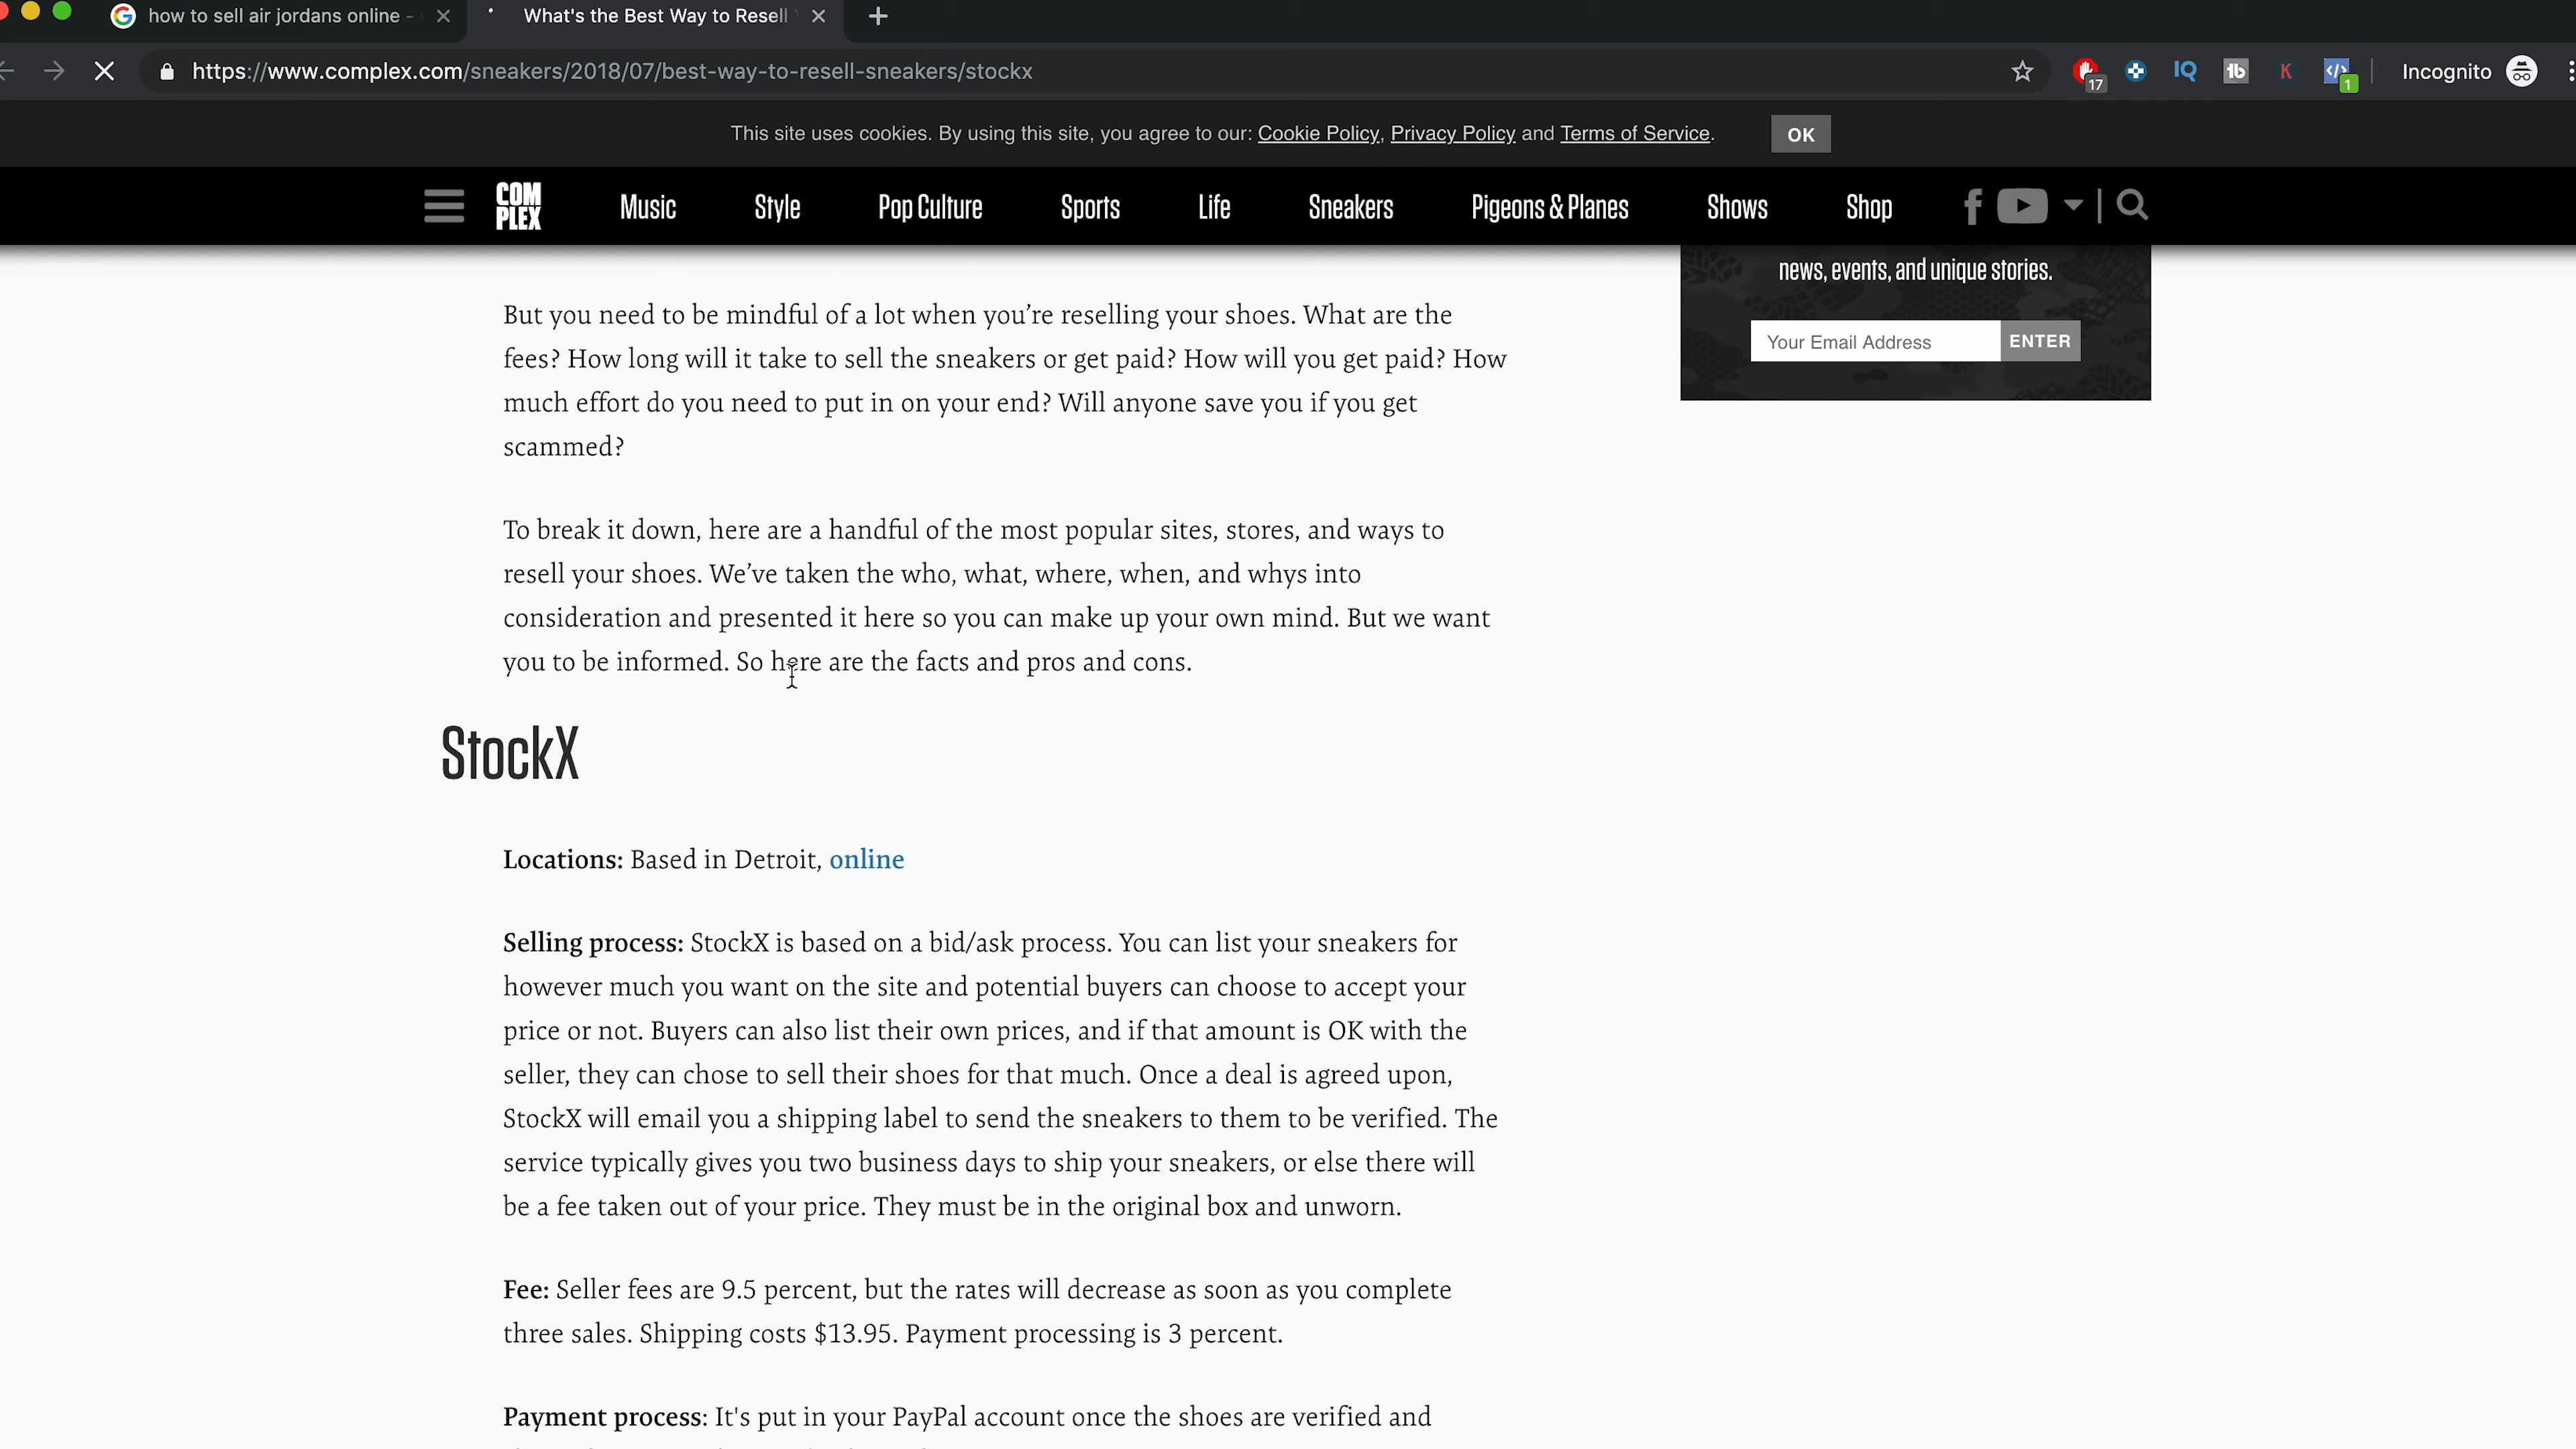 how to sell air jordans online -
What's the Best Way to Resell
https://www.complex.com/sneakers/2018/07/best-way-to-resell-sneakers/stockx
17
IQ
tb
K
</>
1
Incognito
This site uses cookies. By using this site, you agree to our: Cookie Policy, Privacy Policy and Terms of Service.
OK
COM
PLEX
Music Style Pop Culture Sports Life Sneakers Pigeons & Planes Shows Shop
news, events, and unique stories.
Your Email Address ENTER
But you need to be mindful of a lot when you’re reselling your shoes. What are the
fees? How long will it take to sell the sneakers or get paid? How will you get paid? How
much effort do you need to put in on your end? Will anyone save you if you get
scammed?
To break it down, here are a handful of the most popular sites, stores, and ways to
resell your shoes. We’ve taken the who, what, where, when, and whys into
consideration and presented it here so you can make up your own mind. But we want
you to be informed. So here are the facts and pros and cons.
StockX
Locations: Based in Detroit, online
Selling process: StockX is based on a bid/ask process. You can list your sneakers for
however much you want on the site and potential buyers can choose to accept your
price or not. Buyers can also list their own prices, and if that amount is OK with the
seller, they can chose to sell their shoes for that much. Once a deal is agreed upon,
StockX will email you a shipping label to send the sneakers to them to be verified. The
service typically gives you two business days to ship your sneakers, or else there will
be a fee taken out of your price. They must be in the original box and unworn.
Fee: Seller fees are 9.5 percent, but the rates will decrease as soon as you complete
three sales. Shipping costs $13.95. Payment processing is 3 percent.
Payment process: It's put in your PayPal account once the shoes are verified and